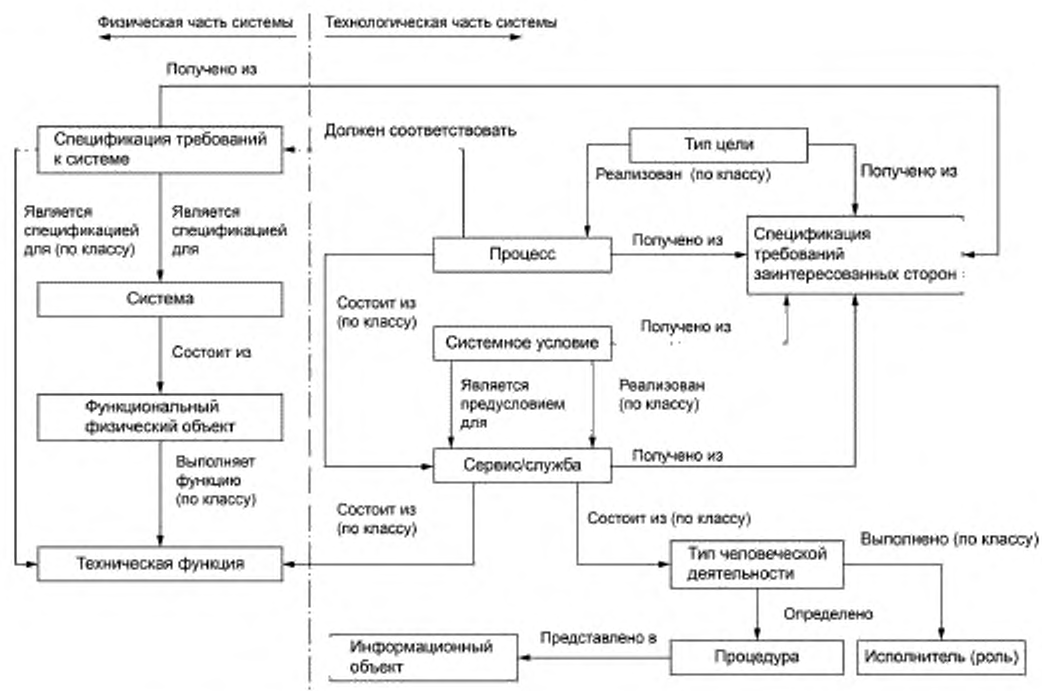 Физическая часть системы
Технологическая часть системы
Получено из
Спецификация требований
к системе
Должен соответствовать
Тип цели
Реализован (по классу)
Получено из
Является
спецификацией
для (по классу)
Является
спецификацией
для
Процесс
Получено из
Спецификация
требований
заинтересованных сторон
Система
Состоит из
(по классу)
Системное условие
Получено из
Состоит из
Является
предусловием
для
Реализован
(по классу)
Функциональный
физический объект
Выполняет
функцию
(по классу)
Сервис/служба
Получено из
Состоит из
(по классу)
Состоит из (по классу)
Техническая функция
Тип человеческой
деятельности
Выполнено (по классу)
Определено
Информационный
объект
Представлено в
Процедура
Исполнитель (роль)